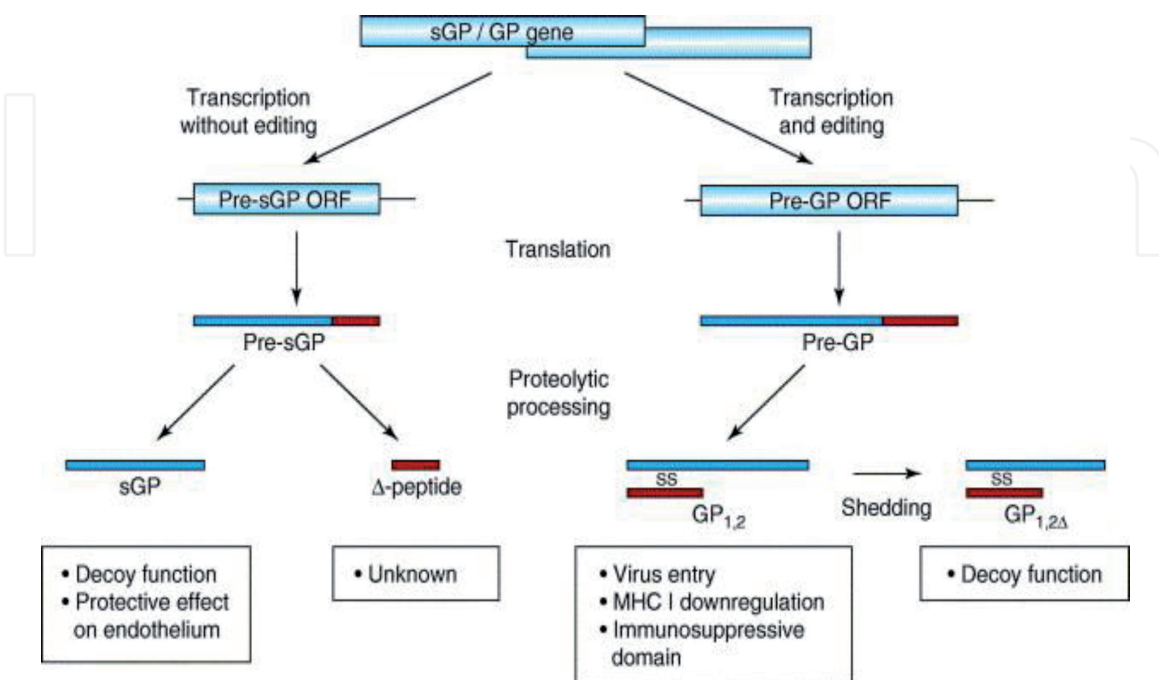 sGP / GP gene
Transcription
without editing
Transcription
and editing
Pre-sGP ORF
Pre-GP ORF
Translation
Pre-sGP
Pre-GP
Proteolytic
processing
sGP
Δ-peptide
SS
GP1,2
Shedding
SS
GP1,2Δ
• Decoy function
• Protective effect
on endothelium
• Unknown
• Virus entry
• MHC I downregulation
• Immunosuppressive
domain
• Decoy function